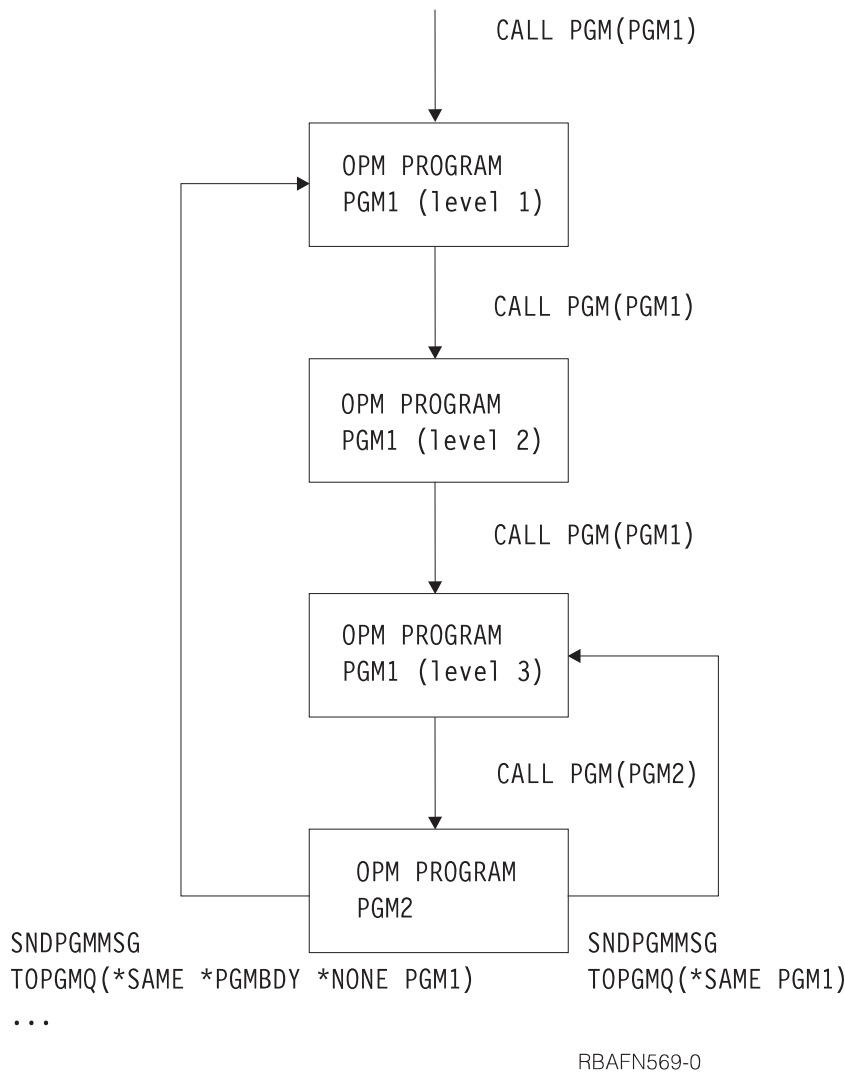 CALL PGM(PGM1)
OPM PROGRAM
PGM1 (level 1)
CALL PGM(PGM1)
OPM PROGRAM
PGM1 (level 2)
CALL PGM(PGM1)
OPM PROGRAM
PGM1 (level 3)
CALL PGM(PGM2)
OPM PROGRAM
PGM2
SNDPGMMSG
TOPGMQ(*SAME *PGMBDY *NONE PGM1)
...
SNDPGMMSG
TOPGMQ(*SAME PGM1)
RBAFN569-0